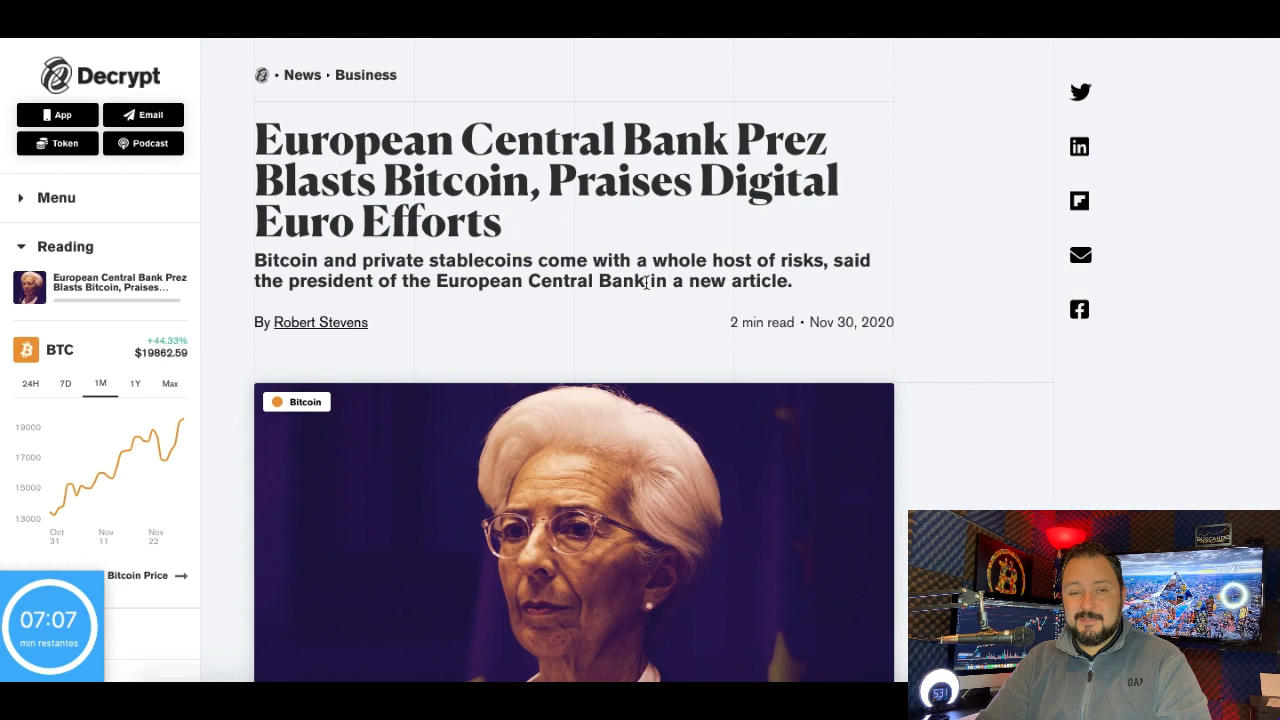 Decrypt
App
Email
Token
Podcast
Menu
Reading
European Central Bank Prez
Blasts Bitcoin, Praises...
BTC
+44.33%
$19862.59
24H
7D
1M
1Y
Max
19000
17000
15000
13000
Oct
31
Nov
11
Nov
22
Bitcoin Price
07:07
min restantes
News
Business
European Central Bank Prez
Blasts Bitcoin, Praises Digital
Euro Efforts
Bitcoin and private stablecoins come with a whole host of risks, said
the president of the European Central Bank in a new article.
By Robert Stevens
2 min read • Nov 30, 2020
Bitcoin
BUSCANDO
GAP